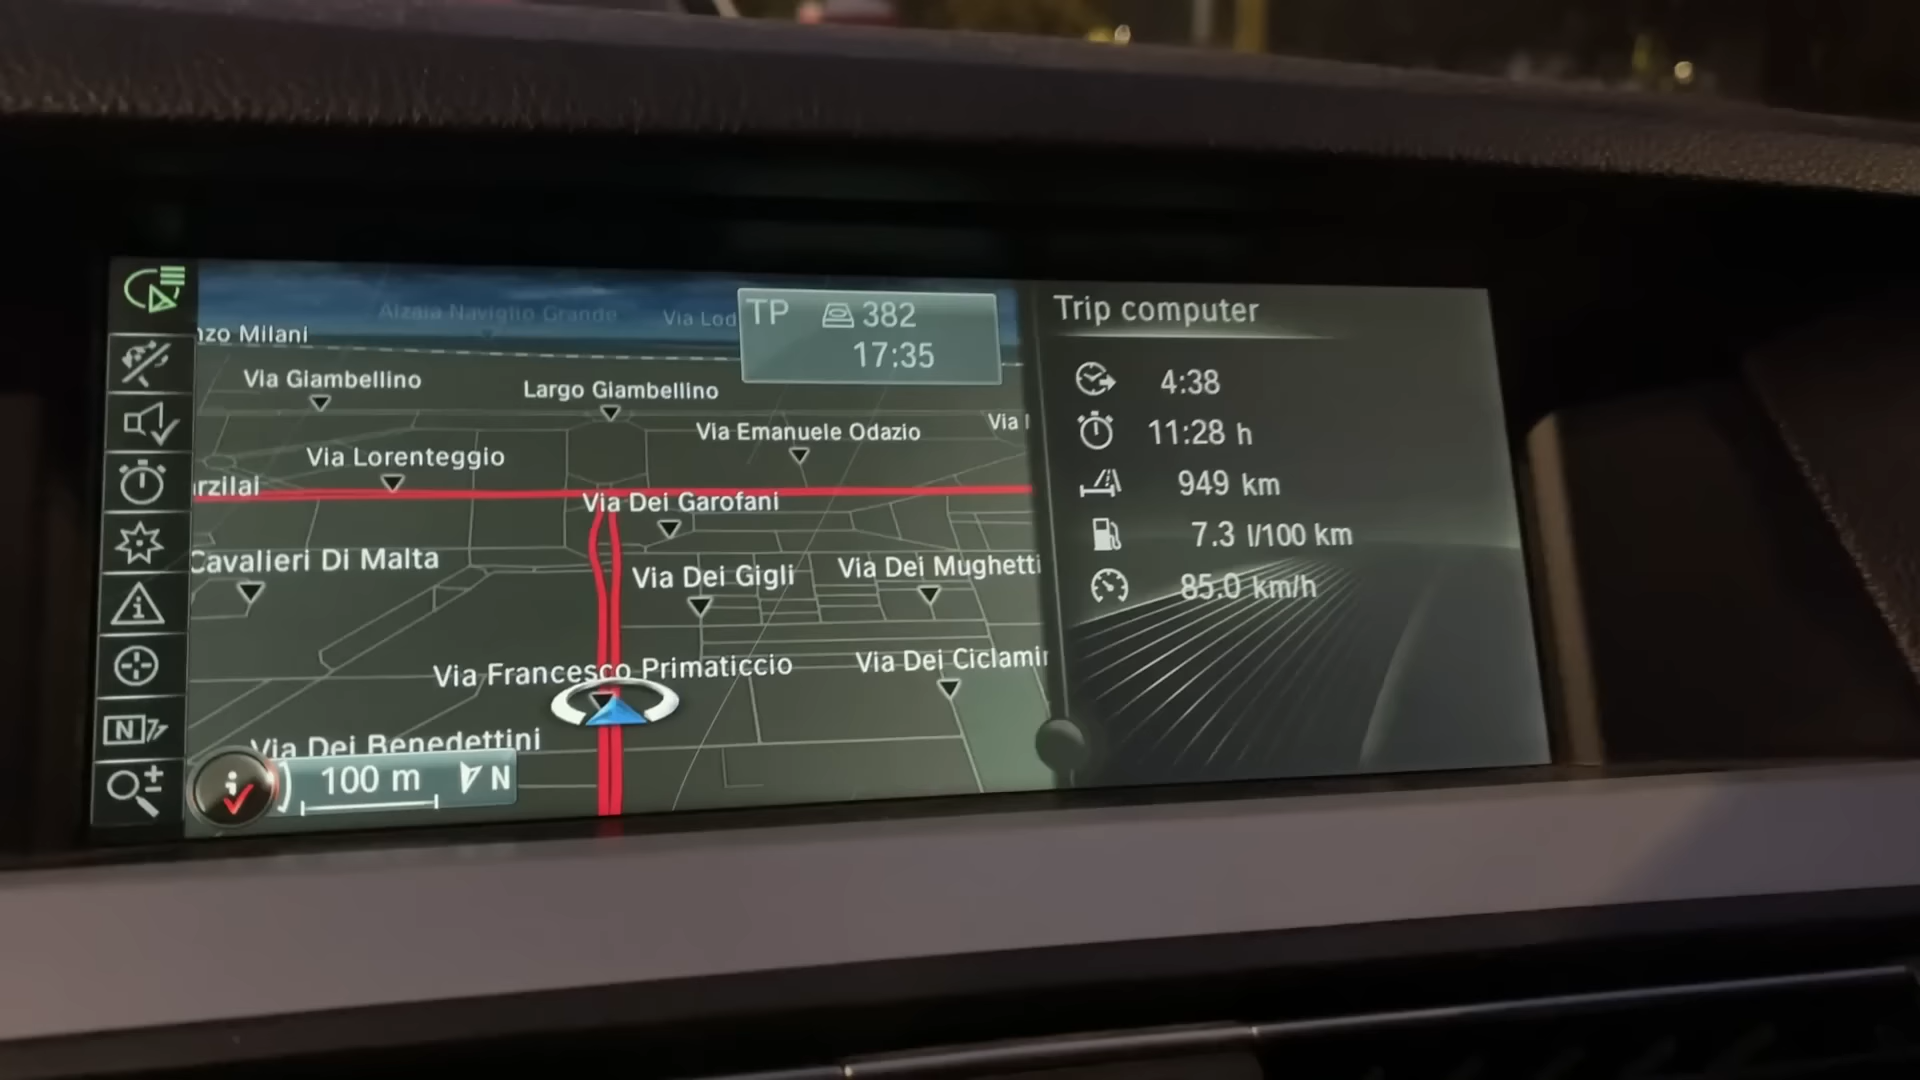 Alzaia Naviglio Grande
Via Lod
TP 382
17:35
nzo Milani
Via Giambellino
Largo Giambellino
Via Emanuele Odazio
Via
Via Lorenteggio
rzilai
Via Dei Garofani
Cavalieri Di Malta
Via Dei Gigli
Via Dei Mughetti
Via Francesco Primaticcio
Via Dei Ciclamin
Via Dei Benedettini
100 m
N
N
Trip computer
4:38
11:28 h
949 km
7.3 l/100 km
85.0 km/h